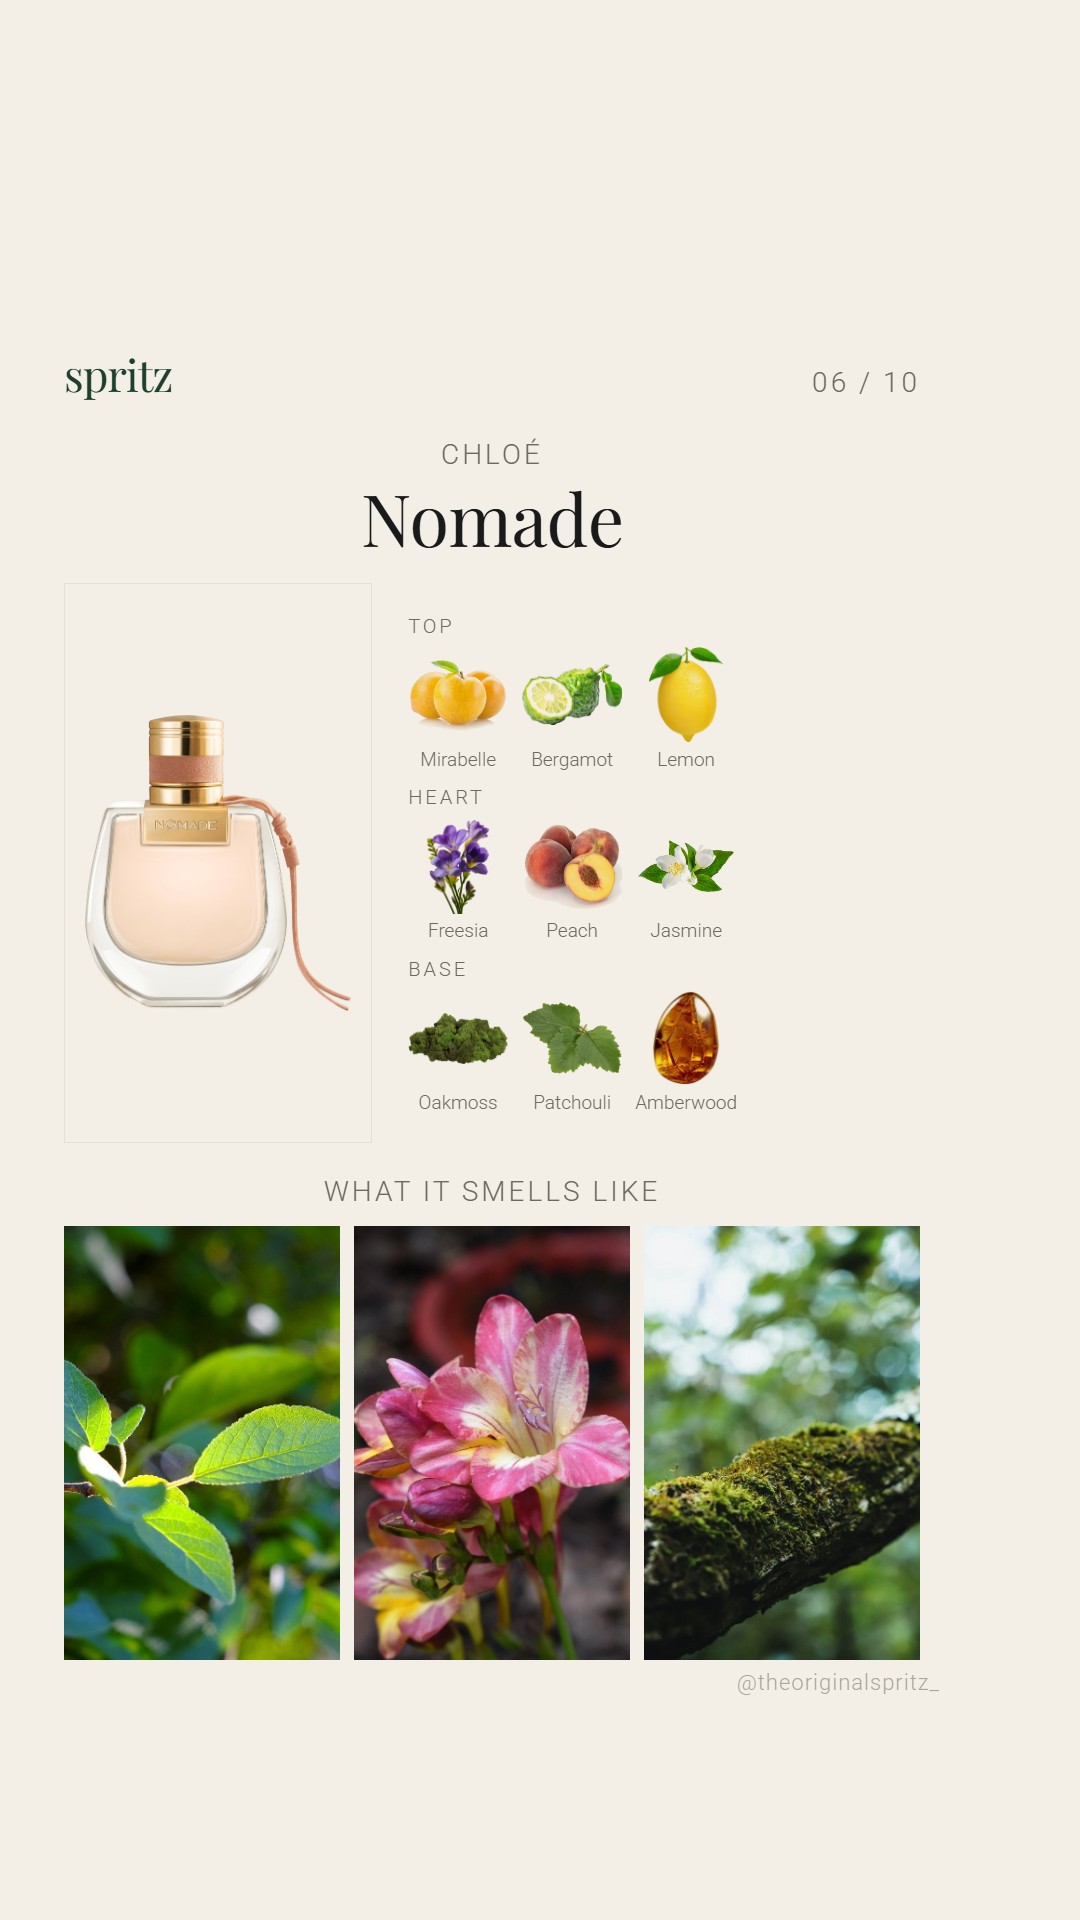 spritz
06 / 10
CHLOÉ
Nomade
NOMADE
TOP
Mirabelle Bergamot Lemon
HEART
Freesia Peach Jasmine
BASE
Oakmoss Patchouli Amberwood
WHAT IT SMELLS LIKE
@theoriginalspritz_